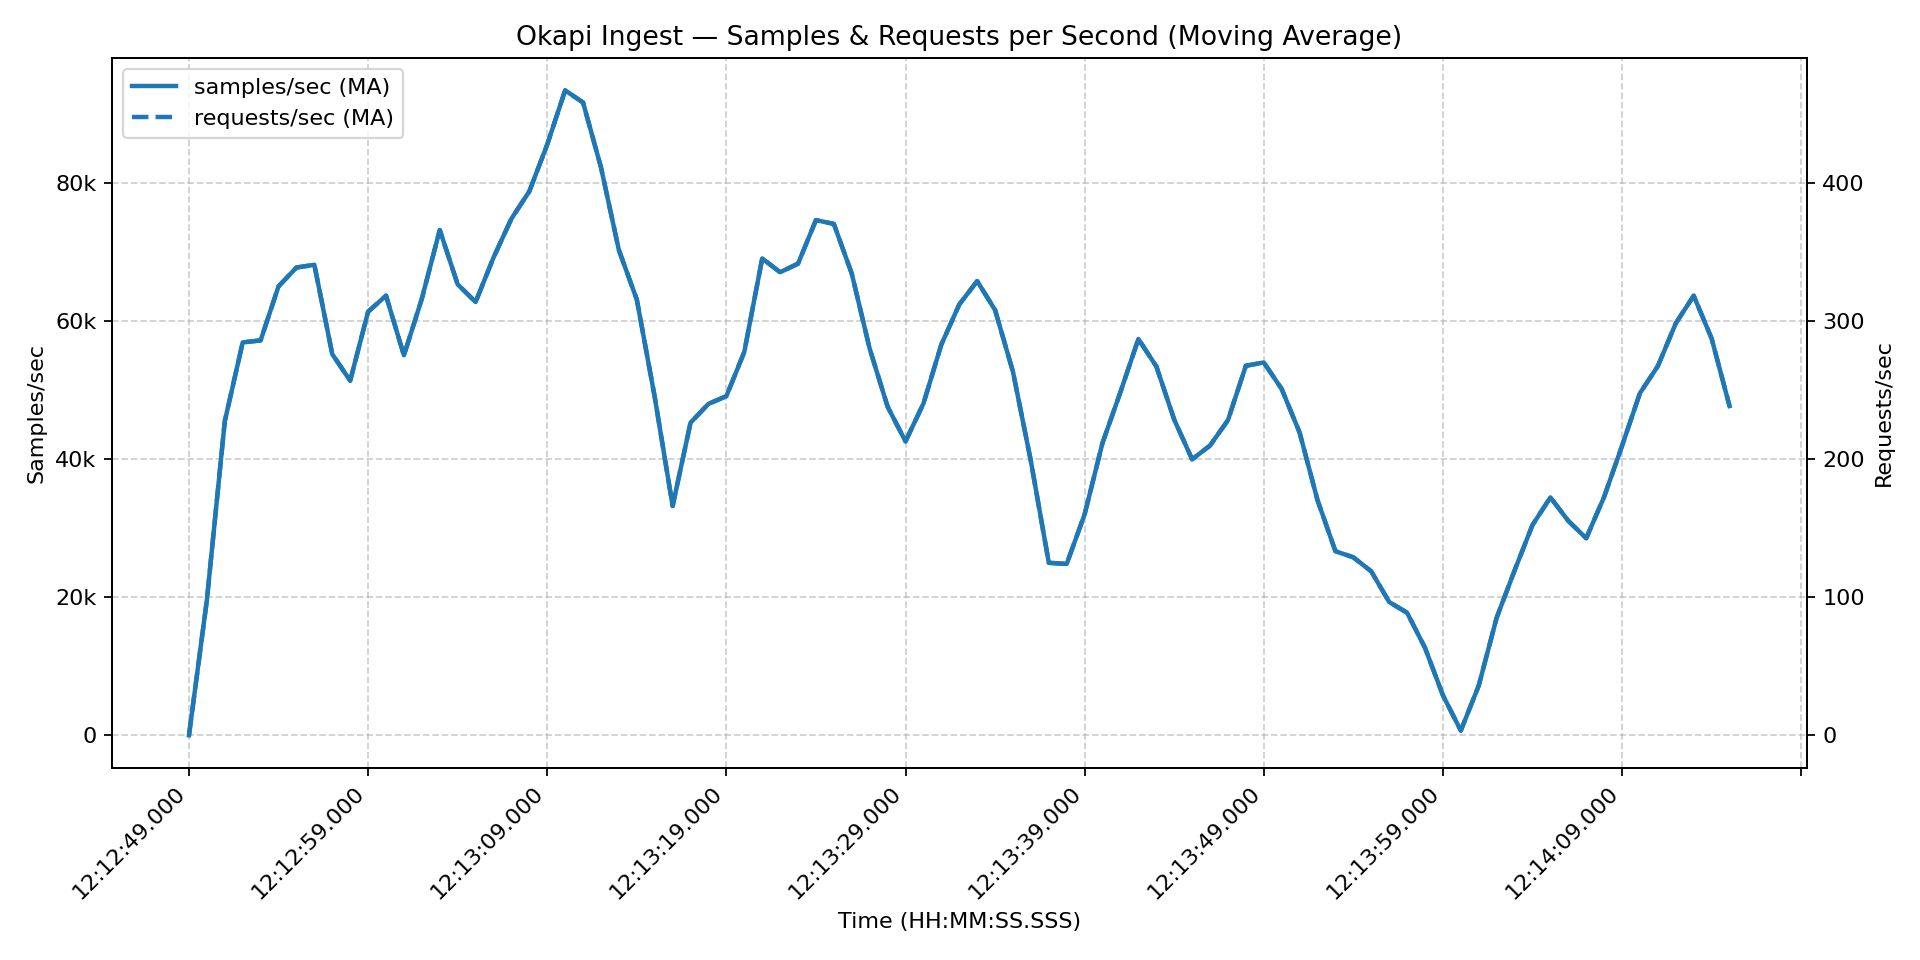 Okapi Ingest — Samples & Requests per Second (Moving Average)
samples/sec (MA)
requests/sec (MA)
Samples/sec
80k
60k
40k
20k
0
400
300
200
100
0
Requests/sec
12:12:49.000
12:12:59.000
12:13:09.000
12:13:19.000
12:13:29.000
12:13:39.000
12:13:49.000
12:13:59.000
12:14:09.000
Time (HH:MM:SS.SSS)